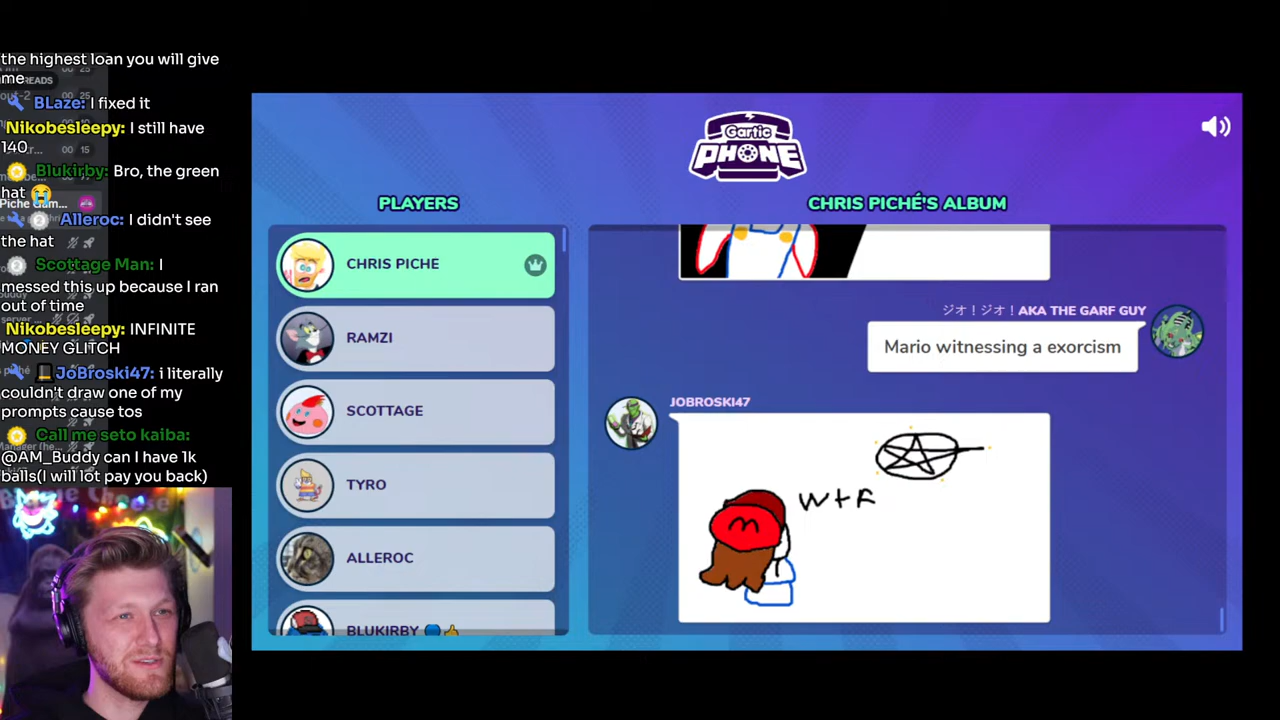 the highest loan you will give
me
BLaze: I fixed it
Nikobesleepy: I still have
140
Blukirby: Bro, the green
hat 😭
Alleroc: I didn't see
the hat
Scottage Man: I
messed this up because I ran
out of time
Nikobesleepy: INFINITE
MONEY GLITCH
JoBroski47: i literally
couldn't draw one of my
prompts cause tos
Call me seto kaiba:
@AM_Buddy can I have 1k
balls(I will lot pay you back)
Gartic
PHONE
PLAYERS
CHRIS PICHE
RAMZI
SCOTTAGE
TYRO
ALLEROC
BLUKIRBY
CHRIS PICHÉ'S ALBUM
ジオ！ジオ！AKA THE GARF GUY
Mario witnessing a exorcism
JOBROSKI47
M
WTF